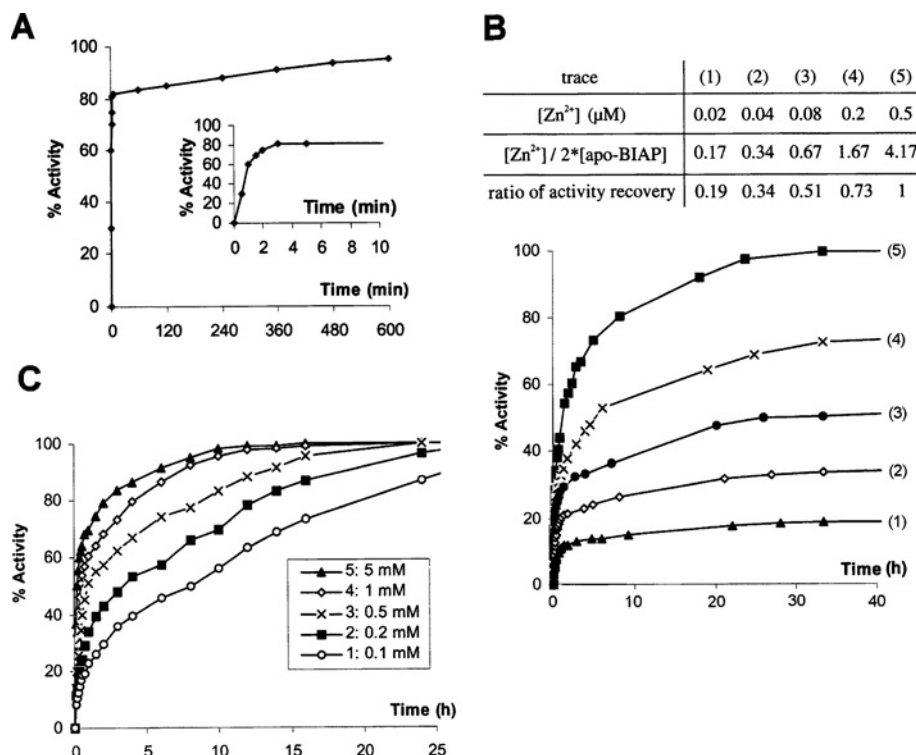 A
% Activity
100
80
60
40
20
0
% Activity
100
80
60
40
20
0
Time (min)
0 2 4 6 8 10
Time (min)
0 120 240 360 480 600
B
trace (1) (2) (3) (4) (5)
[Zn²⁺] (µM) 0.02 0.04 0.08 0.2 0.5
[Zn²⁺] / 2*[apo-BIAP] 0.17 0.34 0.67 1.67 4.17
ratio of activity recovery 0.19 0.34 0.51 0.73 1
% Activity
100
80
60
40
20
0
(5)
(4)
(3)
(2)
(1)
Time (h)
0 10 20 30 40
C
% Activity
100
80
60
40
20
0
5: 5 mM
4: 1 mM
3: 0.5 mM
2: 0.2 mM
1: 0.1 mM
Time (h)
0 5 10 15 20 25